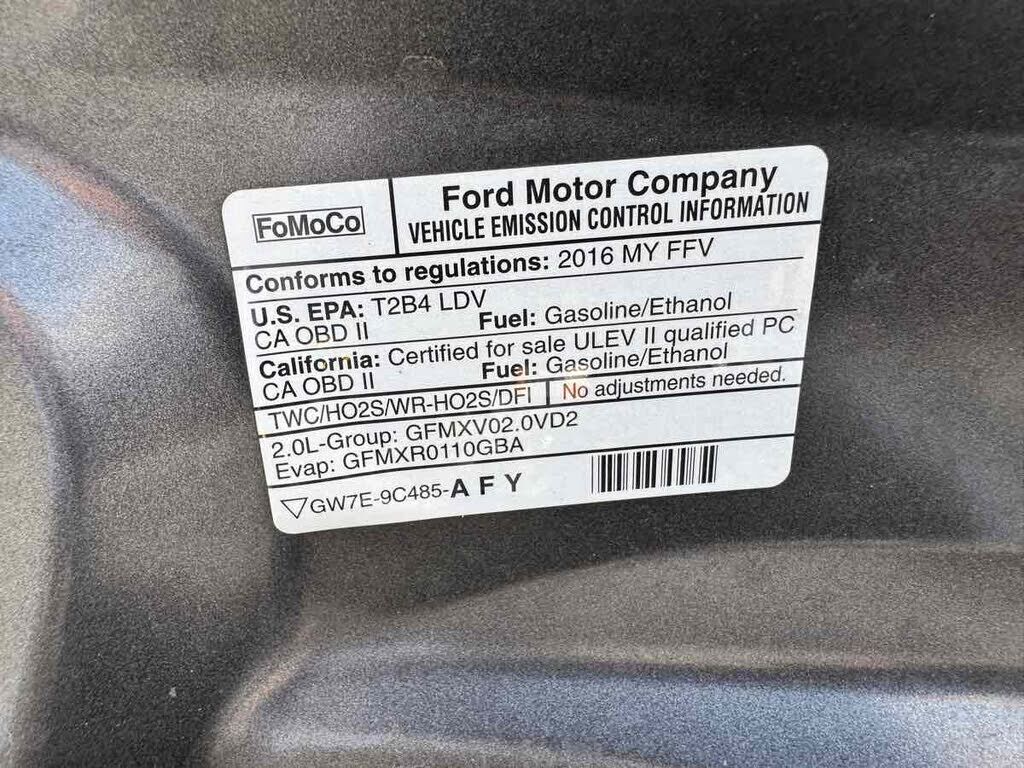 FoMoCo
Ford Motor Company
VEHICLE EMISSION CONTROL INFORMATION
Conforms to regulations: 2016 MY FFV
U.S. EPA: T2B4 LDV
CA OBD II Fuel: Gasoline/Ethanol
California: Certified for sale ULEV II qualified PC
CA OBD II Fuel: Gasoline/Ethanol
TWC/HO2S/WR-HO2S/DFI No adjustments needed.
2.0L-Group: GFMXV02.0VD2
Evap: GFMXR0110GBA
GW7E-9C485-A F Y